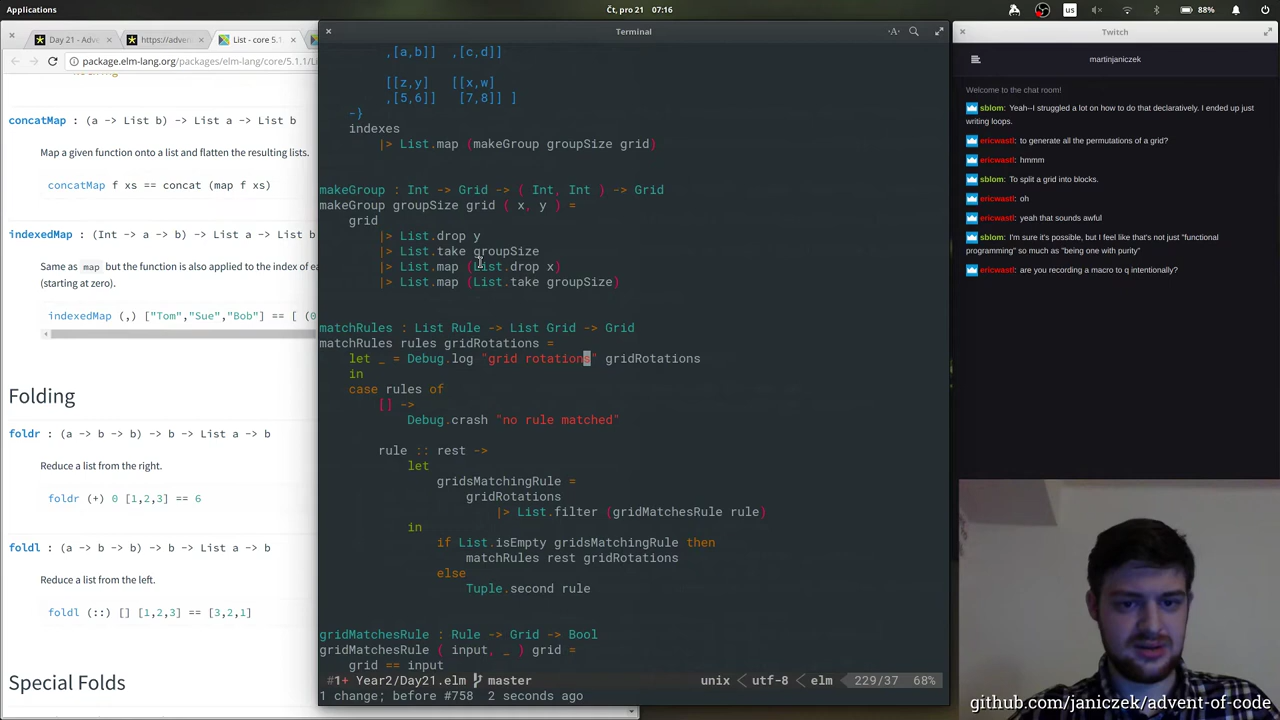 Applications
Čt, pro 21 07:16
us
88%
Day 21 - Adve
https://adven
List - core 5.1
package.elm-lang.org/packages/elm-lang/core/5.1.1/Li
concatMap : (a -> List b) -> List a -> List b
Map a given function onto a list and flatten the resulting lists.
concatMap f xs == concat (map f xs)
indexedMap : (Int -> a -> b) -> List a -> List b
Same as map but the function is also applied to the index of ea
(starting at zero).
indexedMap (,) ["Tom","Sue","Bob"] == [ (0
Folding
foldr : (a -> b -> b) -> b -> List a -> b
Reduce a list from the right.
foldr (+) 0 [1,2,3] == 6
foldl : (a -> b -> b) -> b -> List a -> b
Reduce a list from the left.
foldl (::) [] [1,2,3] == [3,2,1]
Special Folds
Terminal
,[a,b]] ,[c,d]]
[[z,y] [[x,w]
,[5,6]] [7,8]] ]
-}
indexes
|> List.map (makeGroup groupSize grid)
makeGroup : Int -> Grid -> ( Int, Int ) -> Grid
makeGroup groupSize grid ( x, y ) =
grid
|> List.drop y
|> List.take groupSize
|> List.map (List.drop x)
|> List.map (List.take groupSize)
matchRules : List Rule -> List Grid -> Grid
matchRules rules gridRotations =
let _ = Debug.log "grid rotations" gridRotations
in
case rules of
[] ->
Debug.crash "no rule matched"
rule :: rest ->
let
gridsMatchingRule =
gridRotations
|> List.filter (gridMatchesRule rule)
in
if List.isEmpty gridsMatchingRule then
matchRules rest gridRotations
else
Tuple.second rule
gridMatchesRule : Rule -> Grid -> Bool
gridMatchesRule ( input, _ ) grid =
grid == input
#1+ Year2/Day21.elm master unix < utf-8 < elm 229/37 68%
1 change; before #758 2 seconds ago
Twitch
martinjaniczek
Welcome to the chat room!
sblom: Yeah--I struggled a lot on how to do that declaratively. I ended up just
writing loops.
ericwastl: to generate all the permutations of a grid?
ericwastl: hmmm
sblom: To split a grid into blocks.
ericwastl: oh
ericwastl: yeah that sounds awful
sblom: I'm sure it's possible, but I feel like that's not just "functional
programming" so much as "being one with purity"
ericwastl: are you recording a macro to q intentionally?
github.com/janiczek/advent-of-code